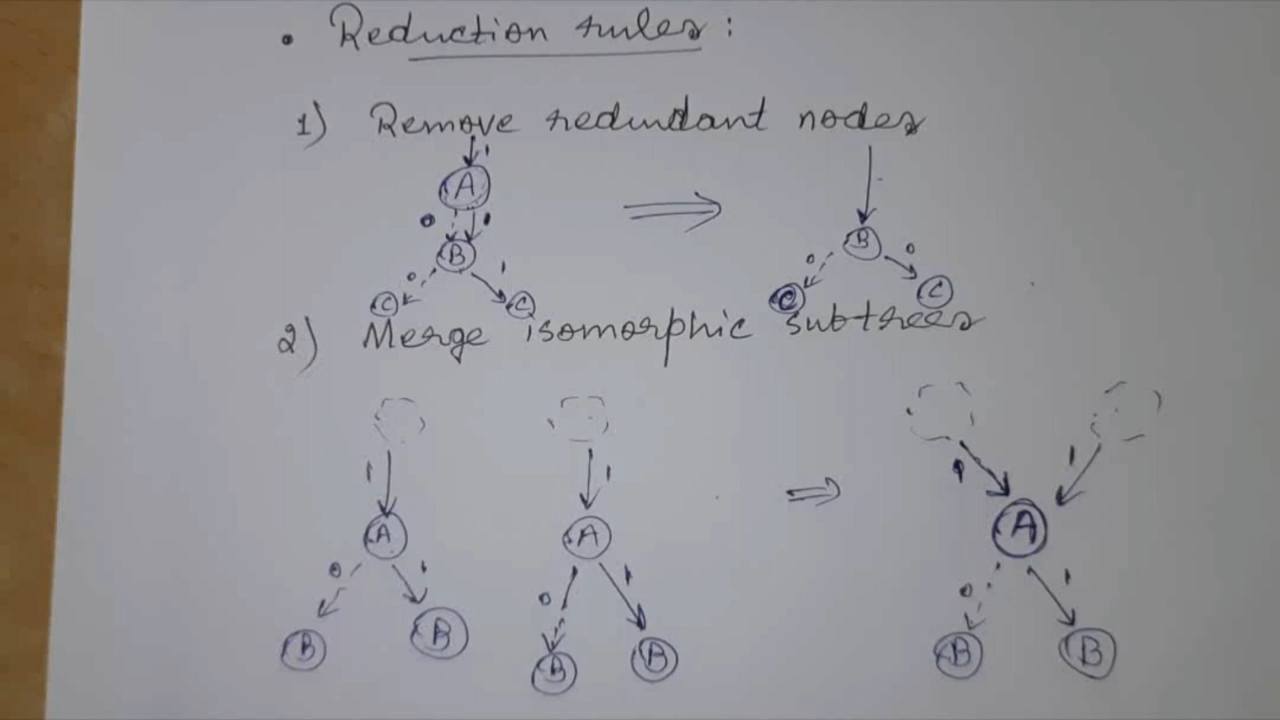 • Reduction rules :
1) Remove redundant nodes
1
A
0 1
B B
0 1 0 0
C C C C
2) Merge isomorphic subtrees
1 1 1 1
A A A
0 1 0 1 0 1
B B B B B B